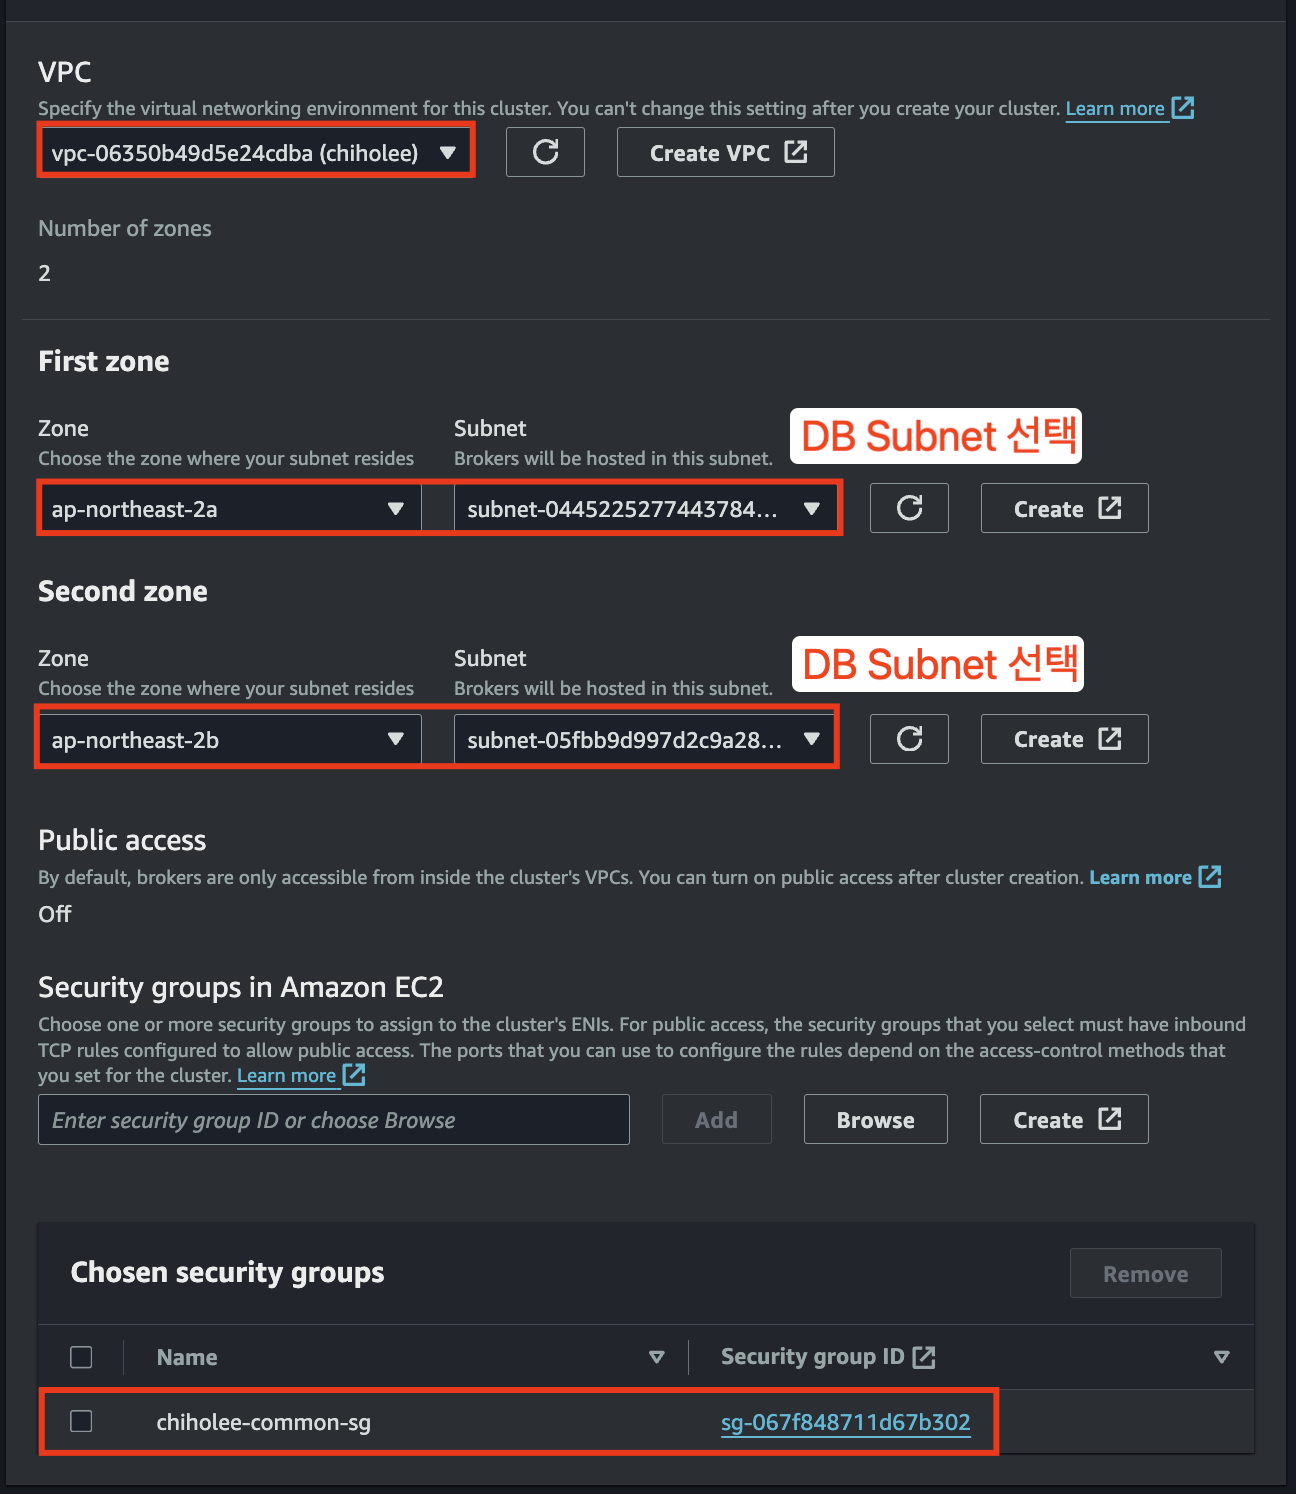 VPC
Specify the virtual networking environment for this cluster. You can't change this setting after you create your cluster. Learn more
vpc-06350b49d5e24cdba (chiholee)
Create VPC
Number of zones
2
First zone
Zone
Subnet
DB Subnet 선택
Choose the zone where your subnet resides
Brokers will be hosted in this subnet.
ap-northeast-2a
subnet-0445225277443784...
Create
Second zone
Zone
Subnet
DB Subnet 선택
Choose the zone where your subnet resides
Brokers will be hosted in this subnet.
ap-northeast-2b
subnet-05fbb9d997d2c9a28...
Create
Public access
By default, brokers are only accessible from inside the cluster's VPCs. You can turn on public access after cluster creation. Learn more
Off
Security groups in Amazon EC2
Choose one or more security groups to assign to the cluster's ENIs. For public access, the security groups that you select must have inbound
TCP rules configured to allow public access. The ports that you can use to configure the rules depend on the access-control methods that
you set for the cluster. Learn more
Enter security group ID or choose Browse
Add
Browse
Create
Chosen security groups
Remove
Name
Security group ID
chiholee-common-sg
sg-067f848711d67b302